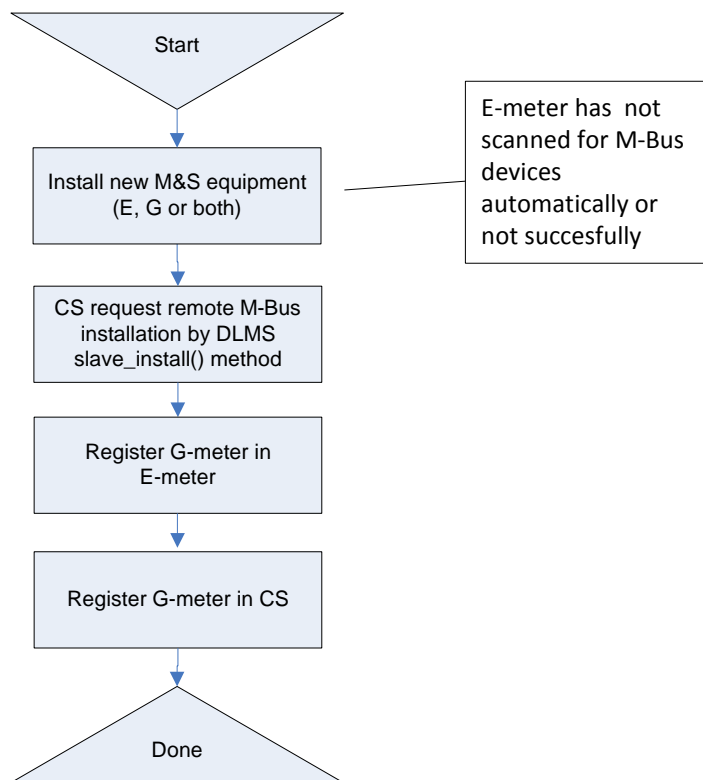 Start
Install new M&S equipment
(E, G or both)
E-meter has not
scanned for M-Bus
devices
automatically or
not succesfully
CS request remote M-Bus
installation by DLMS
slave_install() method
Register G-meter in
E-meter
Register G-meter in CS
Done